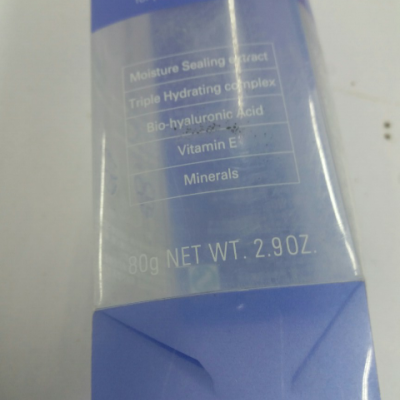 Moisture Sealing extract
Triple Hydrating complex
Bio-hyaluronic Acid
Vitamin E
Minerals
80g NET WT. 2.9OZ.